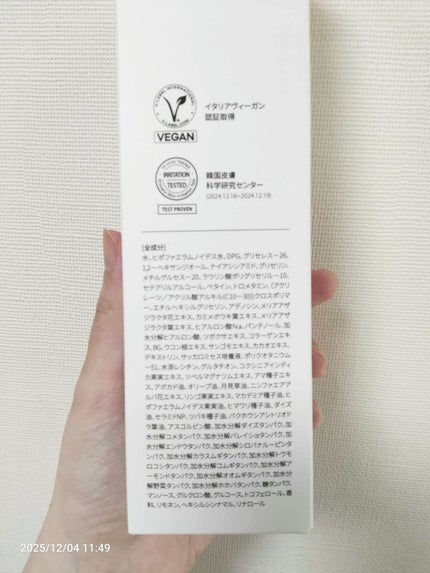 V-LABEL INTERNATIONAL
V-LABEL.COM
VEGAN
イタリアヴィーガン
認証取得
IRRITATION
TESTED
TEST PROVEN
韓国皮膚
科学研究センター
(2024.12.16~2024.12.19)
[全成分]
水、ヒポファエラムノイデス水、DPG、グリセレス-26、
1,2-ヘキサンジオール、ナイアシンアミド、グリセリン、
メチルグルセス-20、ラウリン酸ポリグリセリル-10、
セテアリルアルコール、ベタイン、トロメタミン、(アクリ
レーツ/アクリル酸アルキル(C10-30))クロスポリマ
ー、エチルヘキシルグリセリン、アデノシン、メリアアザ
ジラクタ花エキス、カミメボウキ葉エキス、メリアアザ
ジラクタ葉エキス、ヒアルロン酸Na、パンテノール、加
水分解ヒアルロン酸、ツボクサエキス、コラーゲンエキ
ス、BG、ウコン根エキス、サンゴモエキス、カカオエキス、
デキストリン、サッカロミセス培養液、ポリクオタニウム
-51、水添レシチン、グルタチオン、コクシニアインディ
カ果実エキス、ツベルマグナツムエキス、アマ種子エキ
ス、アボカド油、オリーブ油、月見草油、ニンファエアア
ルバ花エキス、リンゴ果実エキス、マカデミア種子油、ヒ
ポファエラムノイデス果実油、ヒマワリ種子油、ダイズ
油、セラミドNP、ツバキ種子油、バクホウシアシトリオド
ラ葉油、アスコルビン酸、加水分解ダイズタンパク、加
水分解コメタンパク、加水分解バレイショタンパク、加
水分解エンドウタンパク、加水分解シロバナルーピンタ
ンパク、加水分解カラスムギタンパク、加水分解トウモ
ロコシタンパク、加水分解コムギタンパク、加水分解ア
ーモンドタンパク、加水分解オオムギタンパク、加水分
解野菜タンパク、加水分解ホホバタンパク、糖タンパク、
マンノース、グルクロン酸、グルコース、トコフェロール、香
料、リモネン、ヘキシルシンナマル、リナロール
2025/12/04 11:49